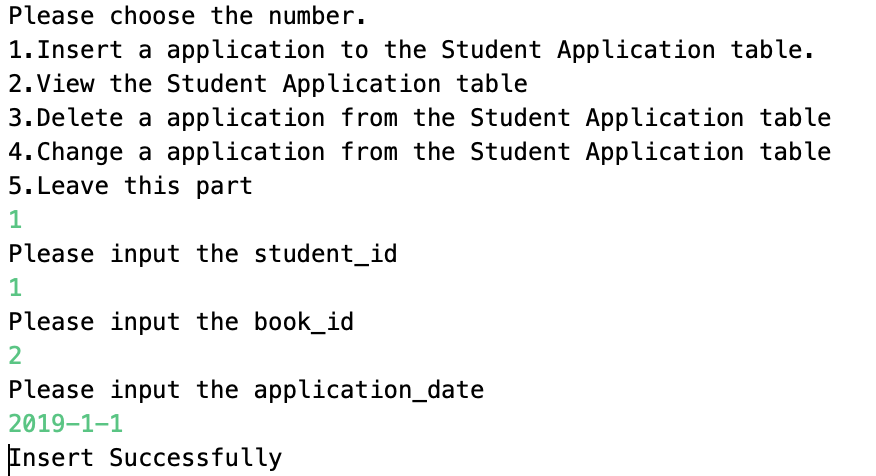 Please choose the number.
1.Insert a application to the Student Application table.
2.View the Student Application table
3.Delete a application from the Student Application table
4.Change a application from the Student Application table
5.Leave this part
1
Please input the student_id
1
Please input the book_id
2
Please input the application_date
2019-1-1
Insert Successfully